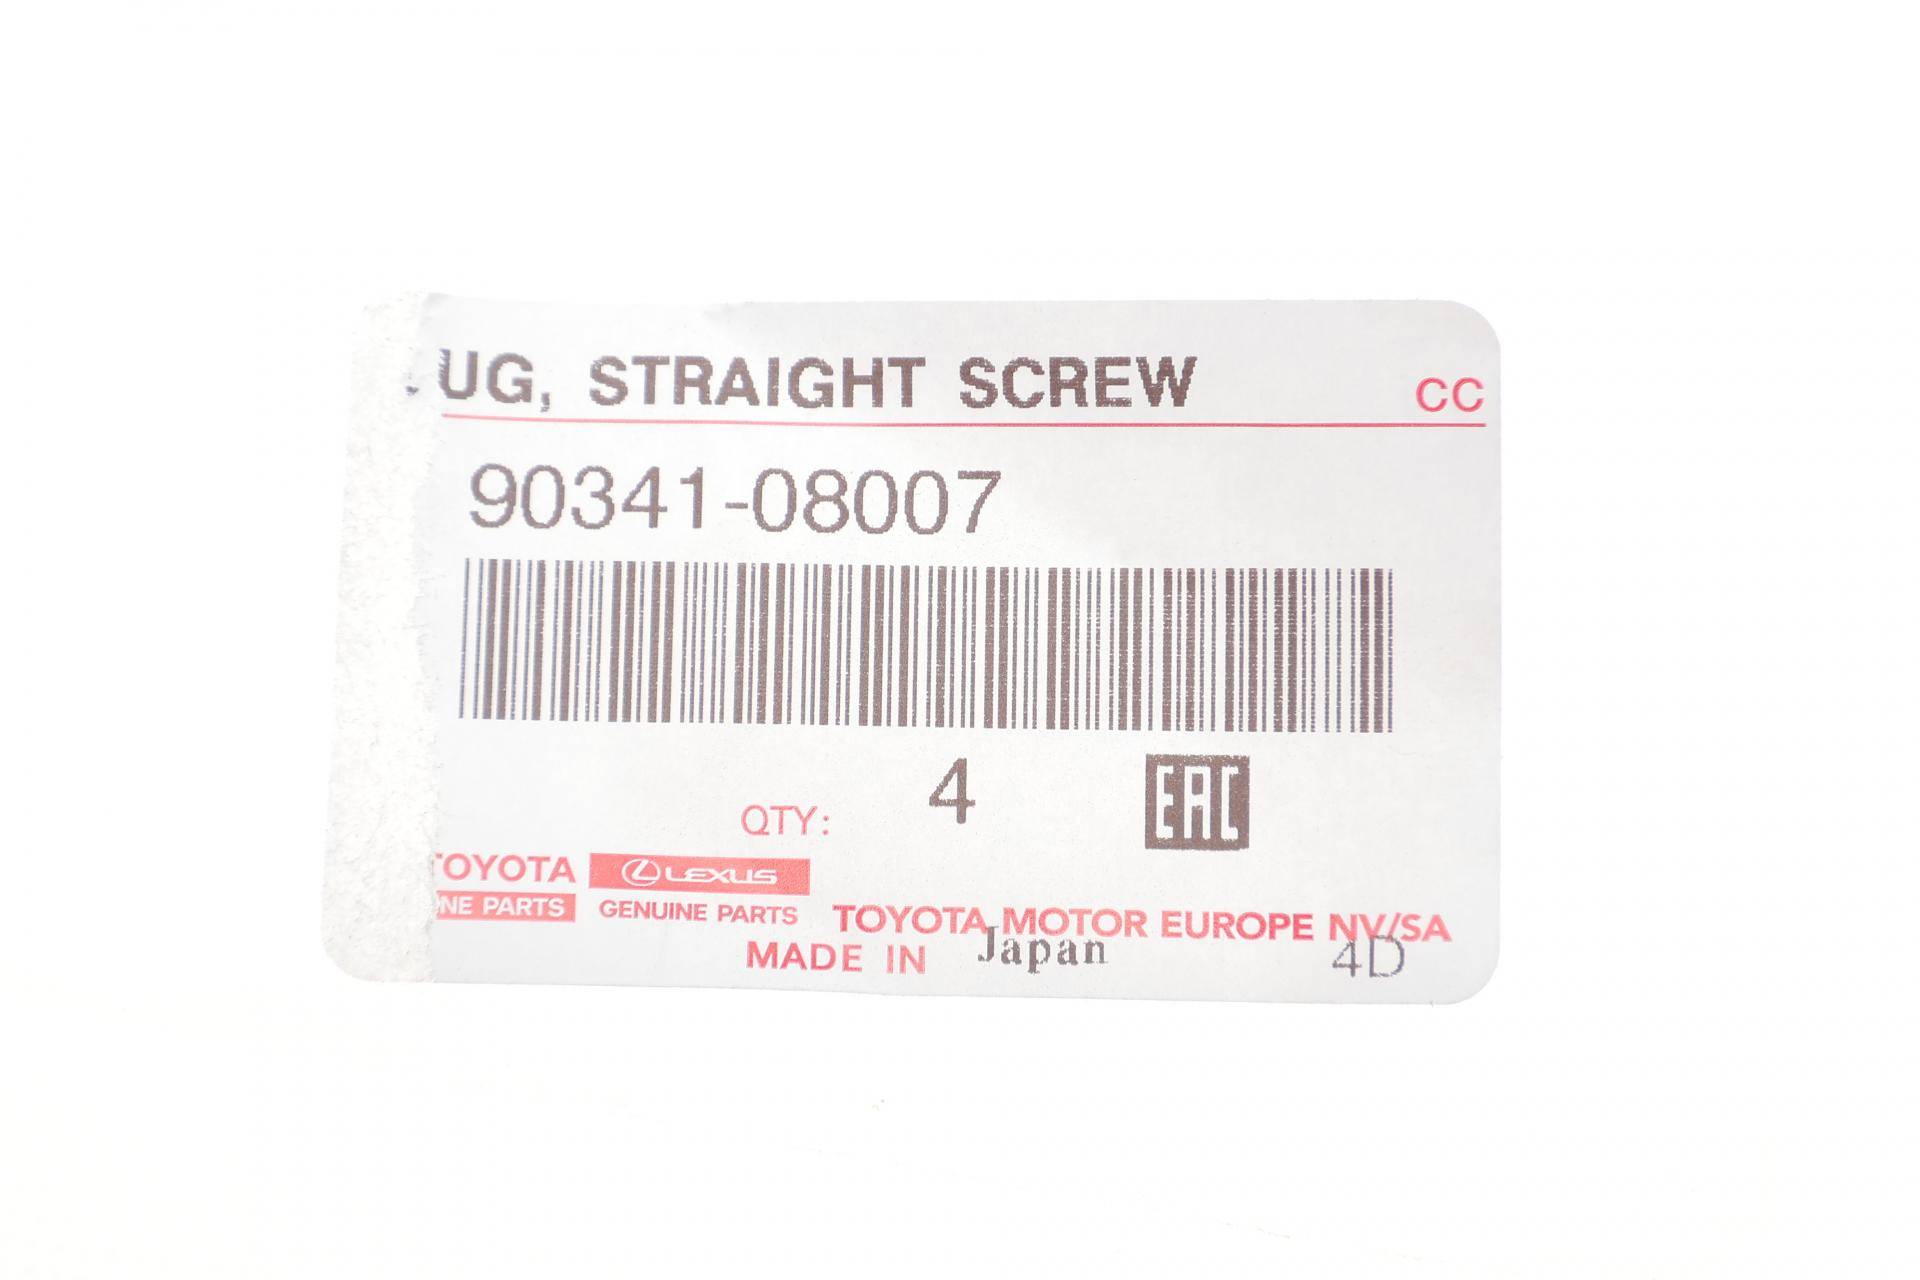 UG, STRAIGHT SCREW CC
90341-08007
QTY: 4 EAC
TOYOTA LEXUS
NE PARTS GENUINE PARTS TOYOTA MOTOR EUROPE NV/SA
MADE IN Japan 4D